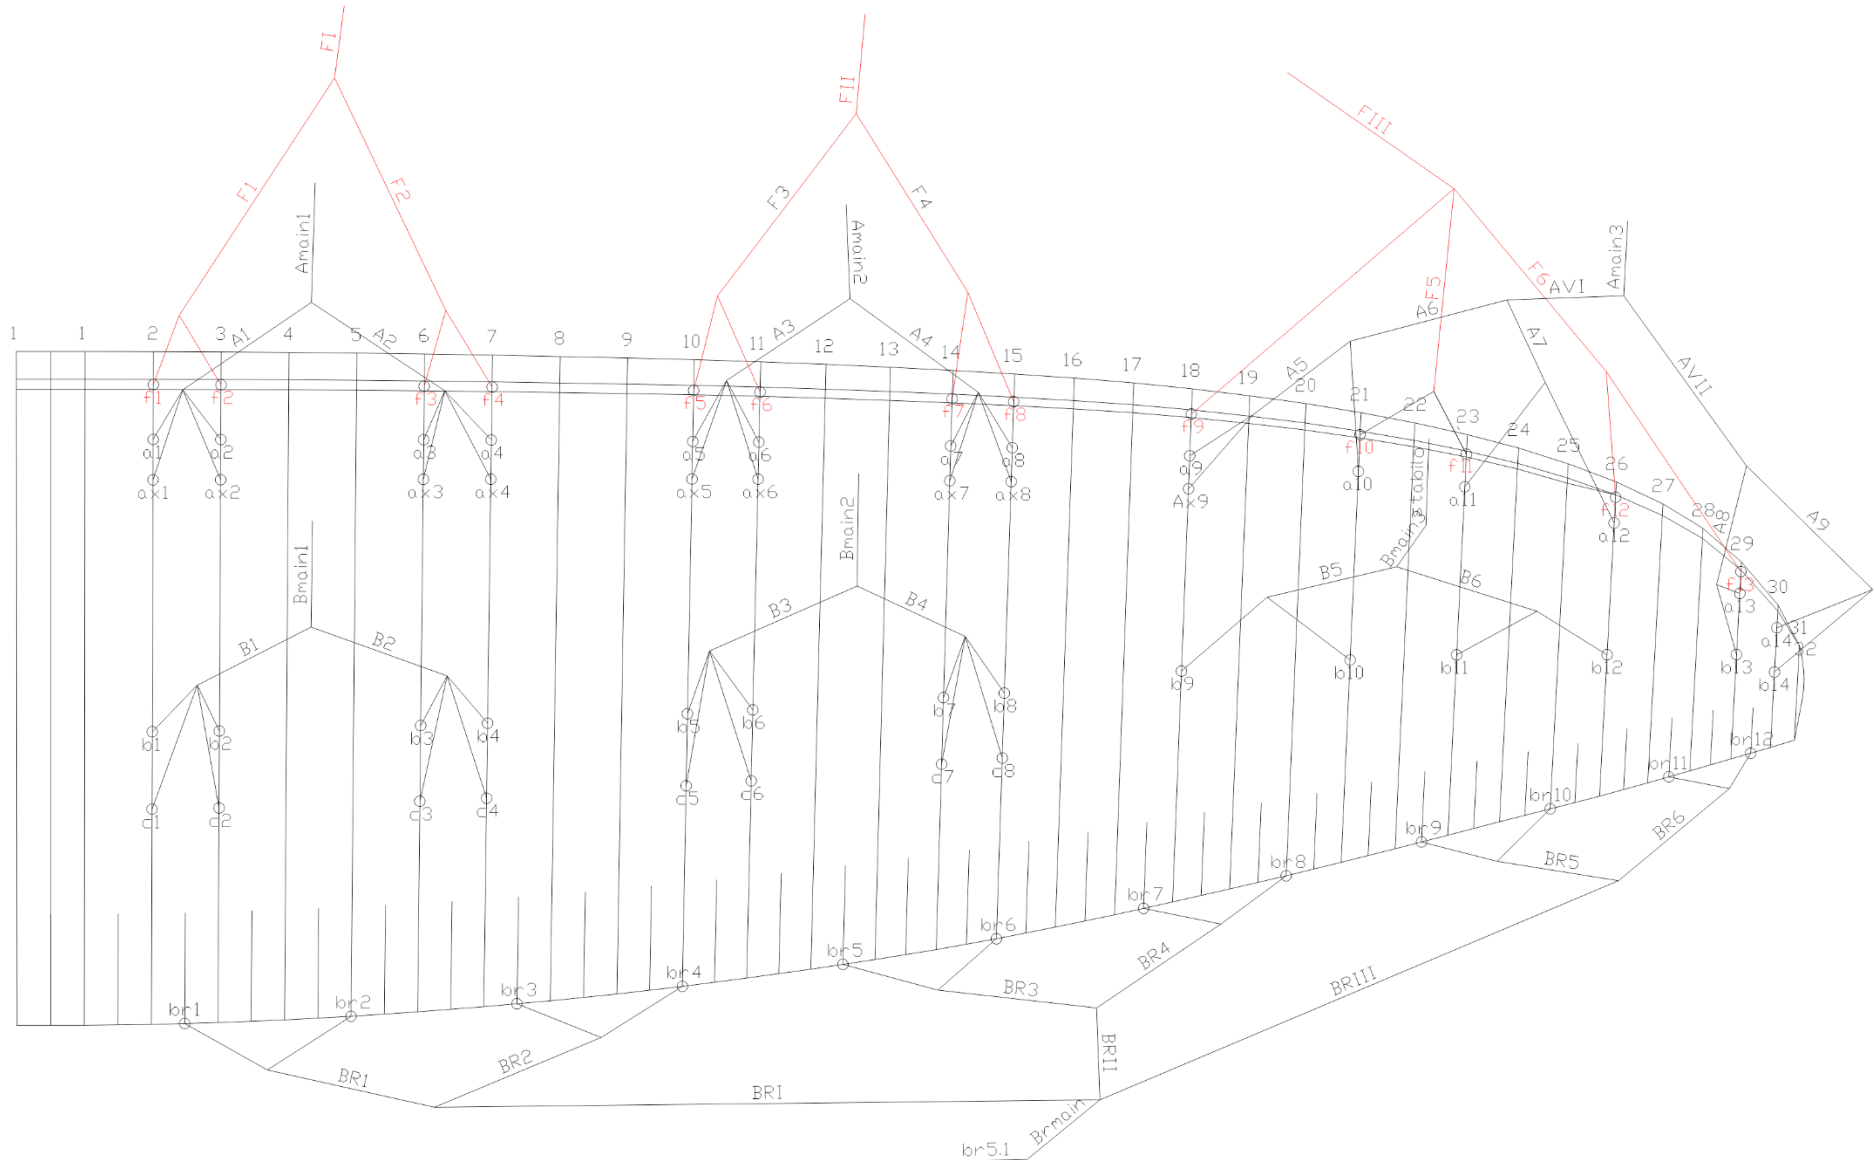 FI
FII
FIII
F1
F2
F3
F4
F5
F6
Amain1
Amain2
Amain3
AVI
AVII
A1
A2
A3
A4
A5
A6
A7
A8
A9
1 1 2 3 4 5 6 7 8 9 10 11 12 13 14 15 16 17 18 19 20 21 22 23 24 25 26 27 28 29 30 31 32
f1 f2 f3 f4 f5 f6 f7 f8 f9 f10 f11 f12 f13
a1 a2 a3 a4 a5 a6 a7 a8 a9 a10 a11 a12 a13 a14
ax1 ax2 ax3 ax4 ax5 ax6 ax7 ax8 Ax9
Bmain1
Bmain2
Bmain3
stabilo
B1
B2
B3
B4
B5
B6
b1 b2 b3 b4 b5 b6 b7 b8 b9 b10 b11 b12 b13 b14
c1 c2 c3 c4 c5 c6 c7 c8
br1 br2 br3 br4 br5 br6 br7 br8 br9 br10 br11 br12
BR1
BR2
BR3
BR4
BR5
BR6
BRI
BRII
BRIII
Brmain
br5.1